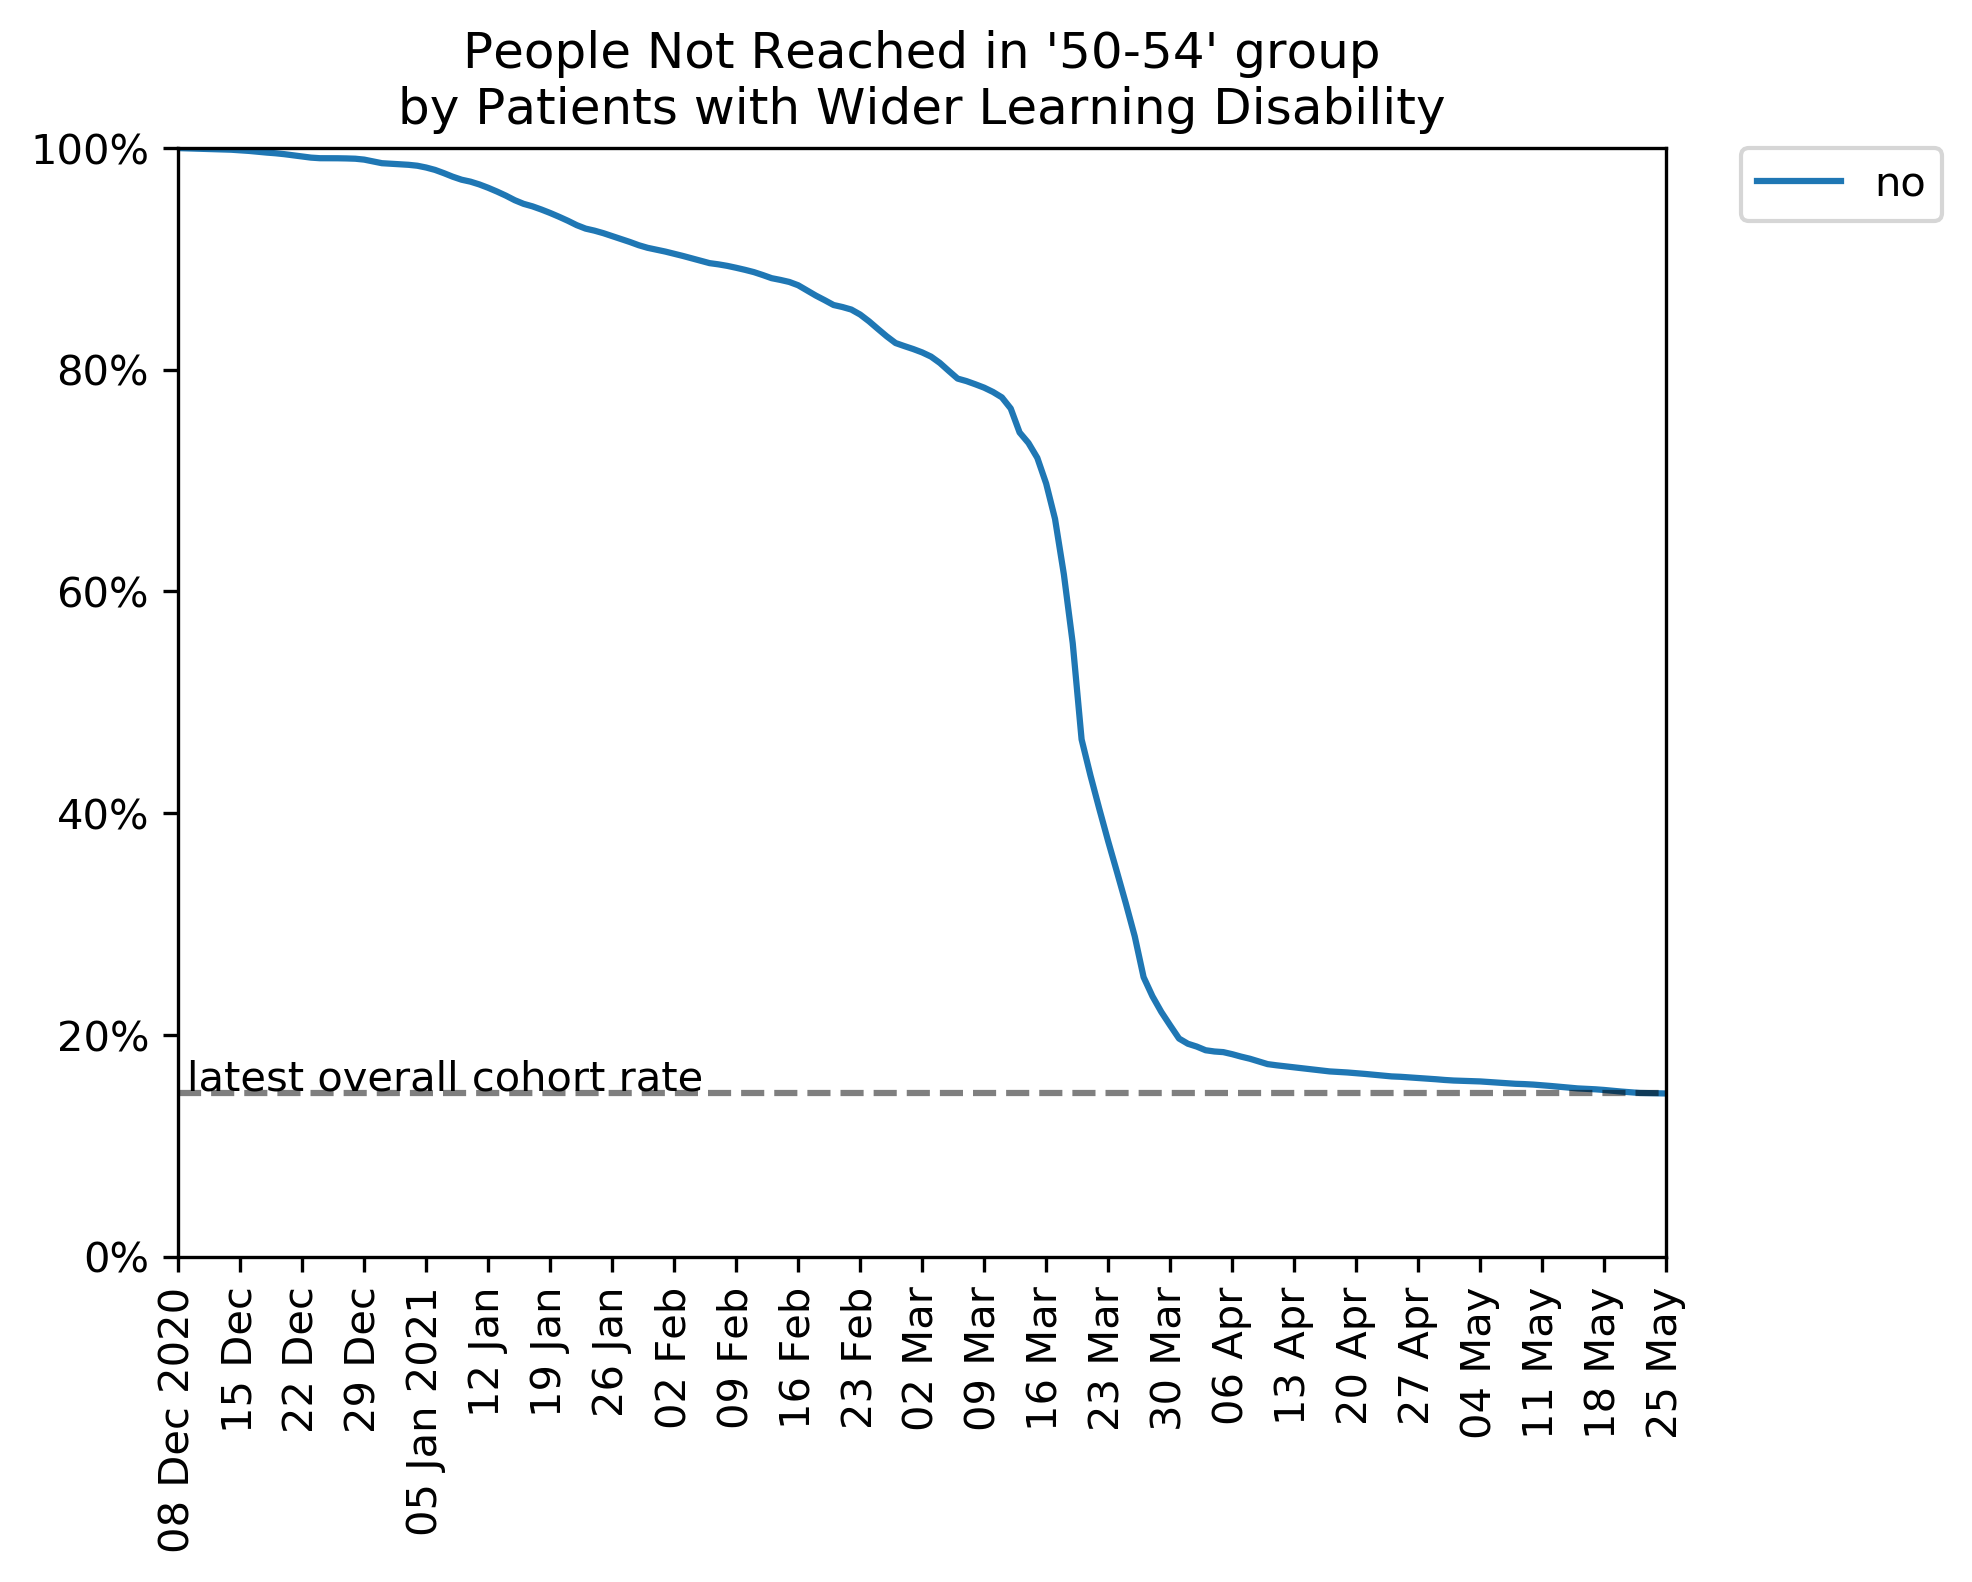 People Not Reached in '50-54' group
by Patients with Wider Learning Disability
100%
80%
60%
40%
20%
0%
latest overall cohort rate
no
08 Dec 2020
15 Dec
22 Dec
29 Dec
05 Jan 2021
12 Jan
19 Jan
26 Jan
02 Feb
09 Feb
16 Feb
23 Feb
02 Mar
09 Mar
16 Mar
23 Mar
30 Mar
06 Apr
13 Apr
20 Apr
27 Apr
04 May
11 May
18 May
25 May